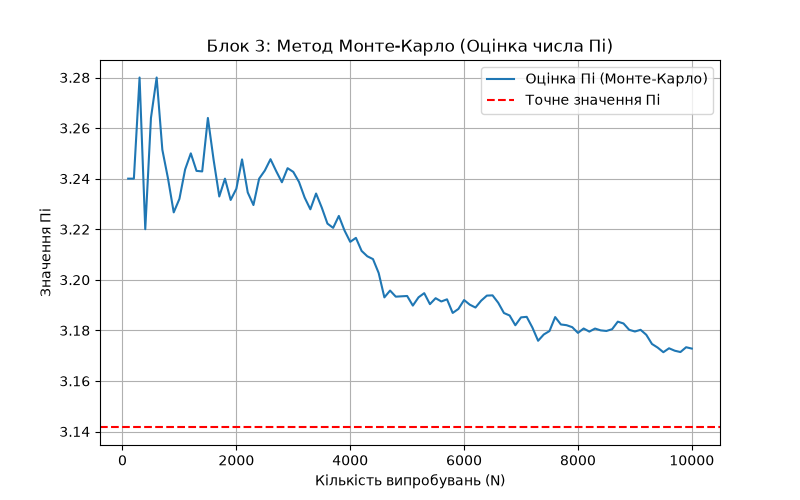 Блок 3: Метод Монте-Карло (Оцінка числа Пі)
Оцінка Пі (Монте-Карло)
Точне значення Пі
Значення Пі
3.28
3.26
3.24
3.22
3.20
3.18
3.16
3.14
0 2000 4000 6000 8000 10000
Кількість випробувань (N)